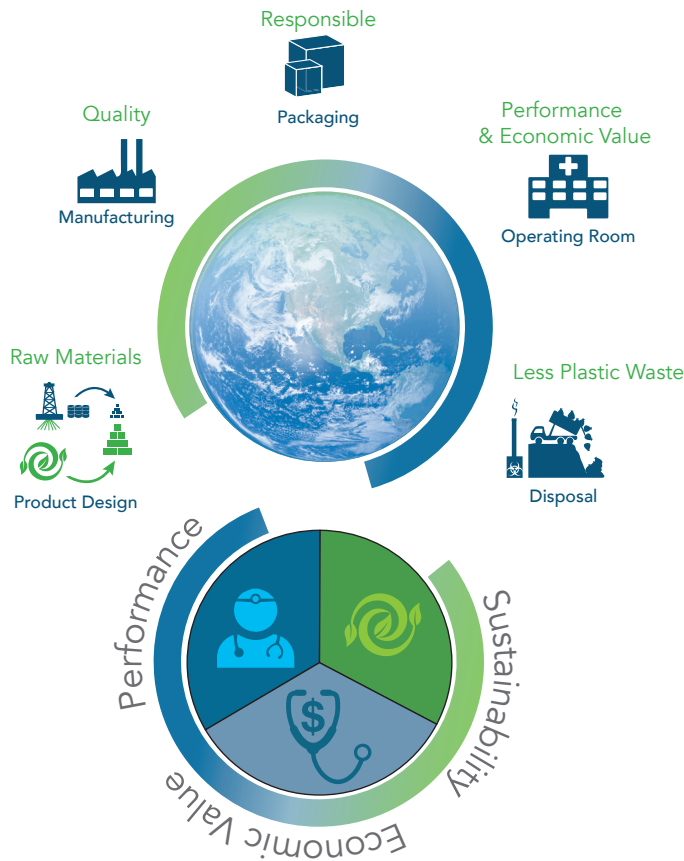 Responsible
Packaging
Quality
Manufacturing
Performance
& Economic Value
Operating Room
Raw Materials
Product Design
Less Plastic Waste
Disposal
Performance
$
Sustainability
Economic Value